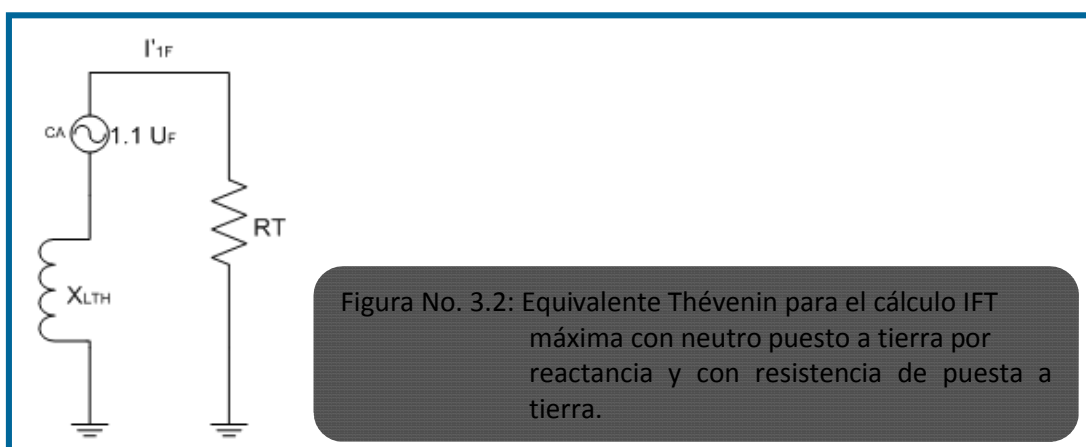 I'1F
CA
1.1 UF
RT
XLTH
Figura No. 3.2: Equivalente Thévenin para el cálculo IFT
máxima con neutro puesto a tierra por
reactancia y con resistencia de puesta a
tierra.